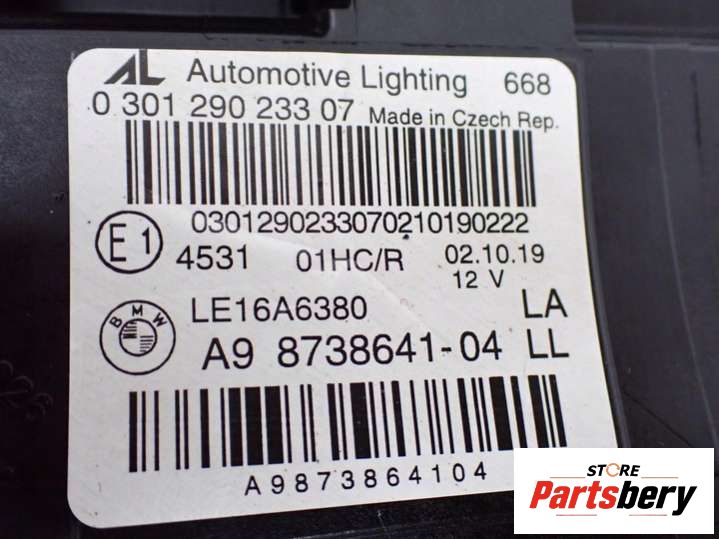 AL Automotive Lighting 668
0 301 290 233 07 Made in Czech Rep.
0301290233070210190222
E1 4531 01HC/R 02.10.19
12 V
BMW LE16A6380 LA
A9 8738641-04 LL
A9873864104
STORE
Partsbery